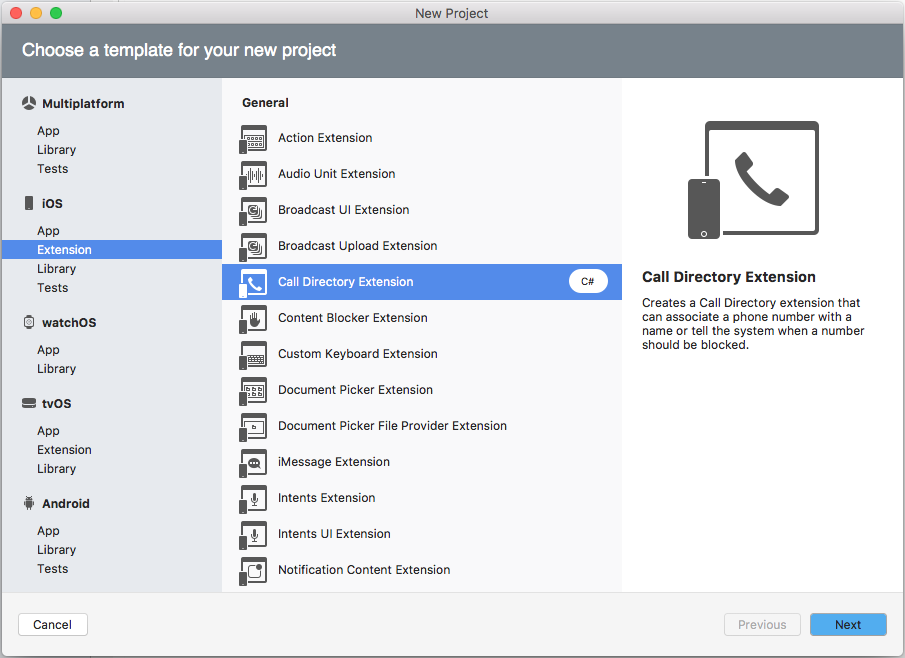 New Project
Choose a template for your new project
Multiplatform
App
Library
Tests
iOS
App
Extension
Library
Tests
watchOS
App
Library
tvOS
App
Extension
Library
Android
App
Library
Tests
General
Action Extension
Audio Unit Extension
Broadcast UI Extension
Broadcast Upload Extension
Call Directory Extension C#
Content Blocker Extension
Custom Keyboard Extension
Document Picker Extension
Document Picker File Provider Extension
iMessage Extension
Intents Extension
Intents UI Extension
Notification Content Extension
Call Directory Extension
Creates a Call Directory extension that
can associate a phone number with a
name or tell the system when a number
should be blocked.
Cancel
Previous
Next